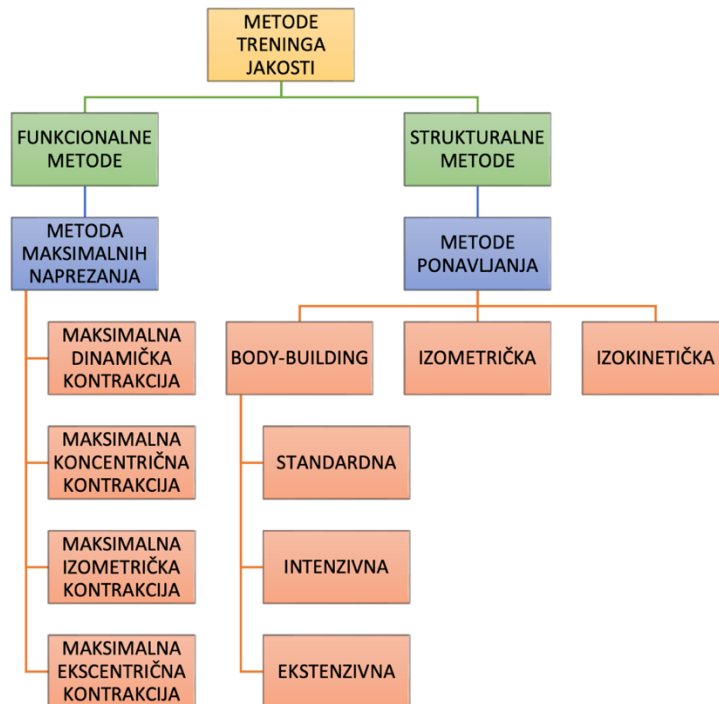 METODE
TRENINGA
JAKOSTI
FUNKCIONALNE
METODE
STRUKTURALNE
METODE
METODA
MAKSIMALNIH
NAPREZANJA
METODE
PONAVLJANJA
MAKSIMALNA
DINAMIČKA
KONTRAKCIJA
BODY-BUILDING
IZOMETRIČKA
IZOKINETIČKA
MAKSIMALNA
KONCENTRIČNA
KONTRAKCIJA
STANDARDNA
MAKSIMALNA
IZOMETRIČKA
KONTRAKCIJA
INTENZIVNA
MAKSIMALNA
EKSCENTRIČNA
KONTRAKCIJA
EKSTENZIVNA